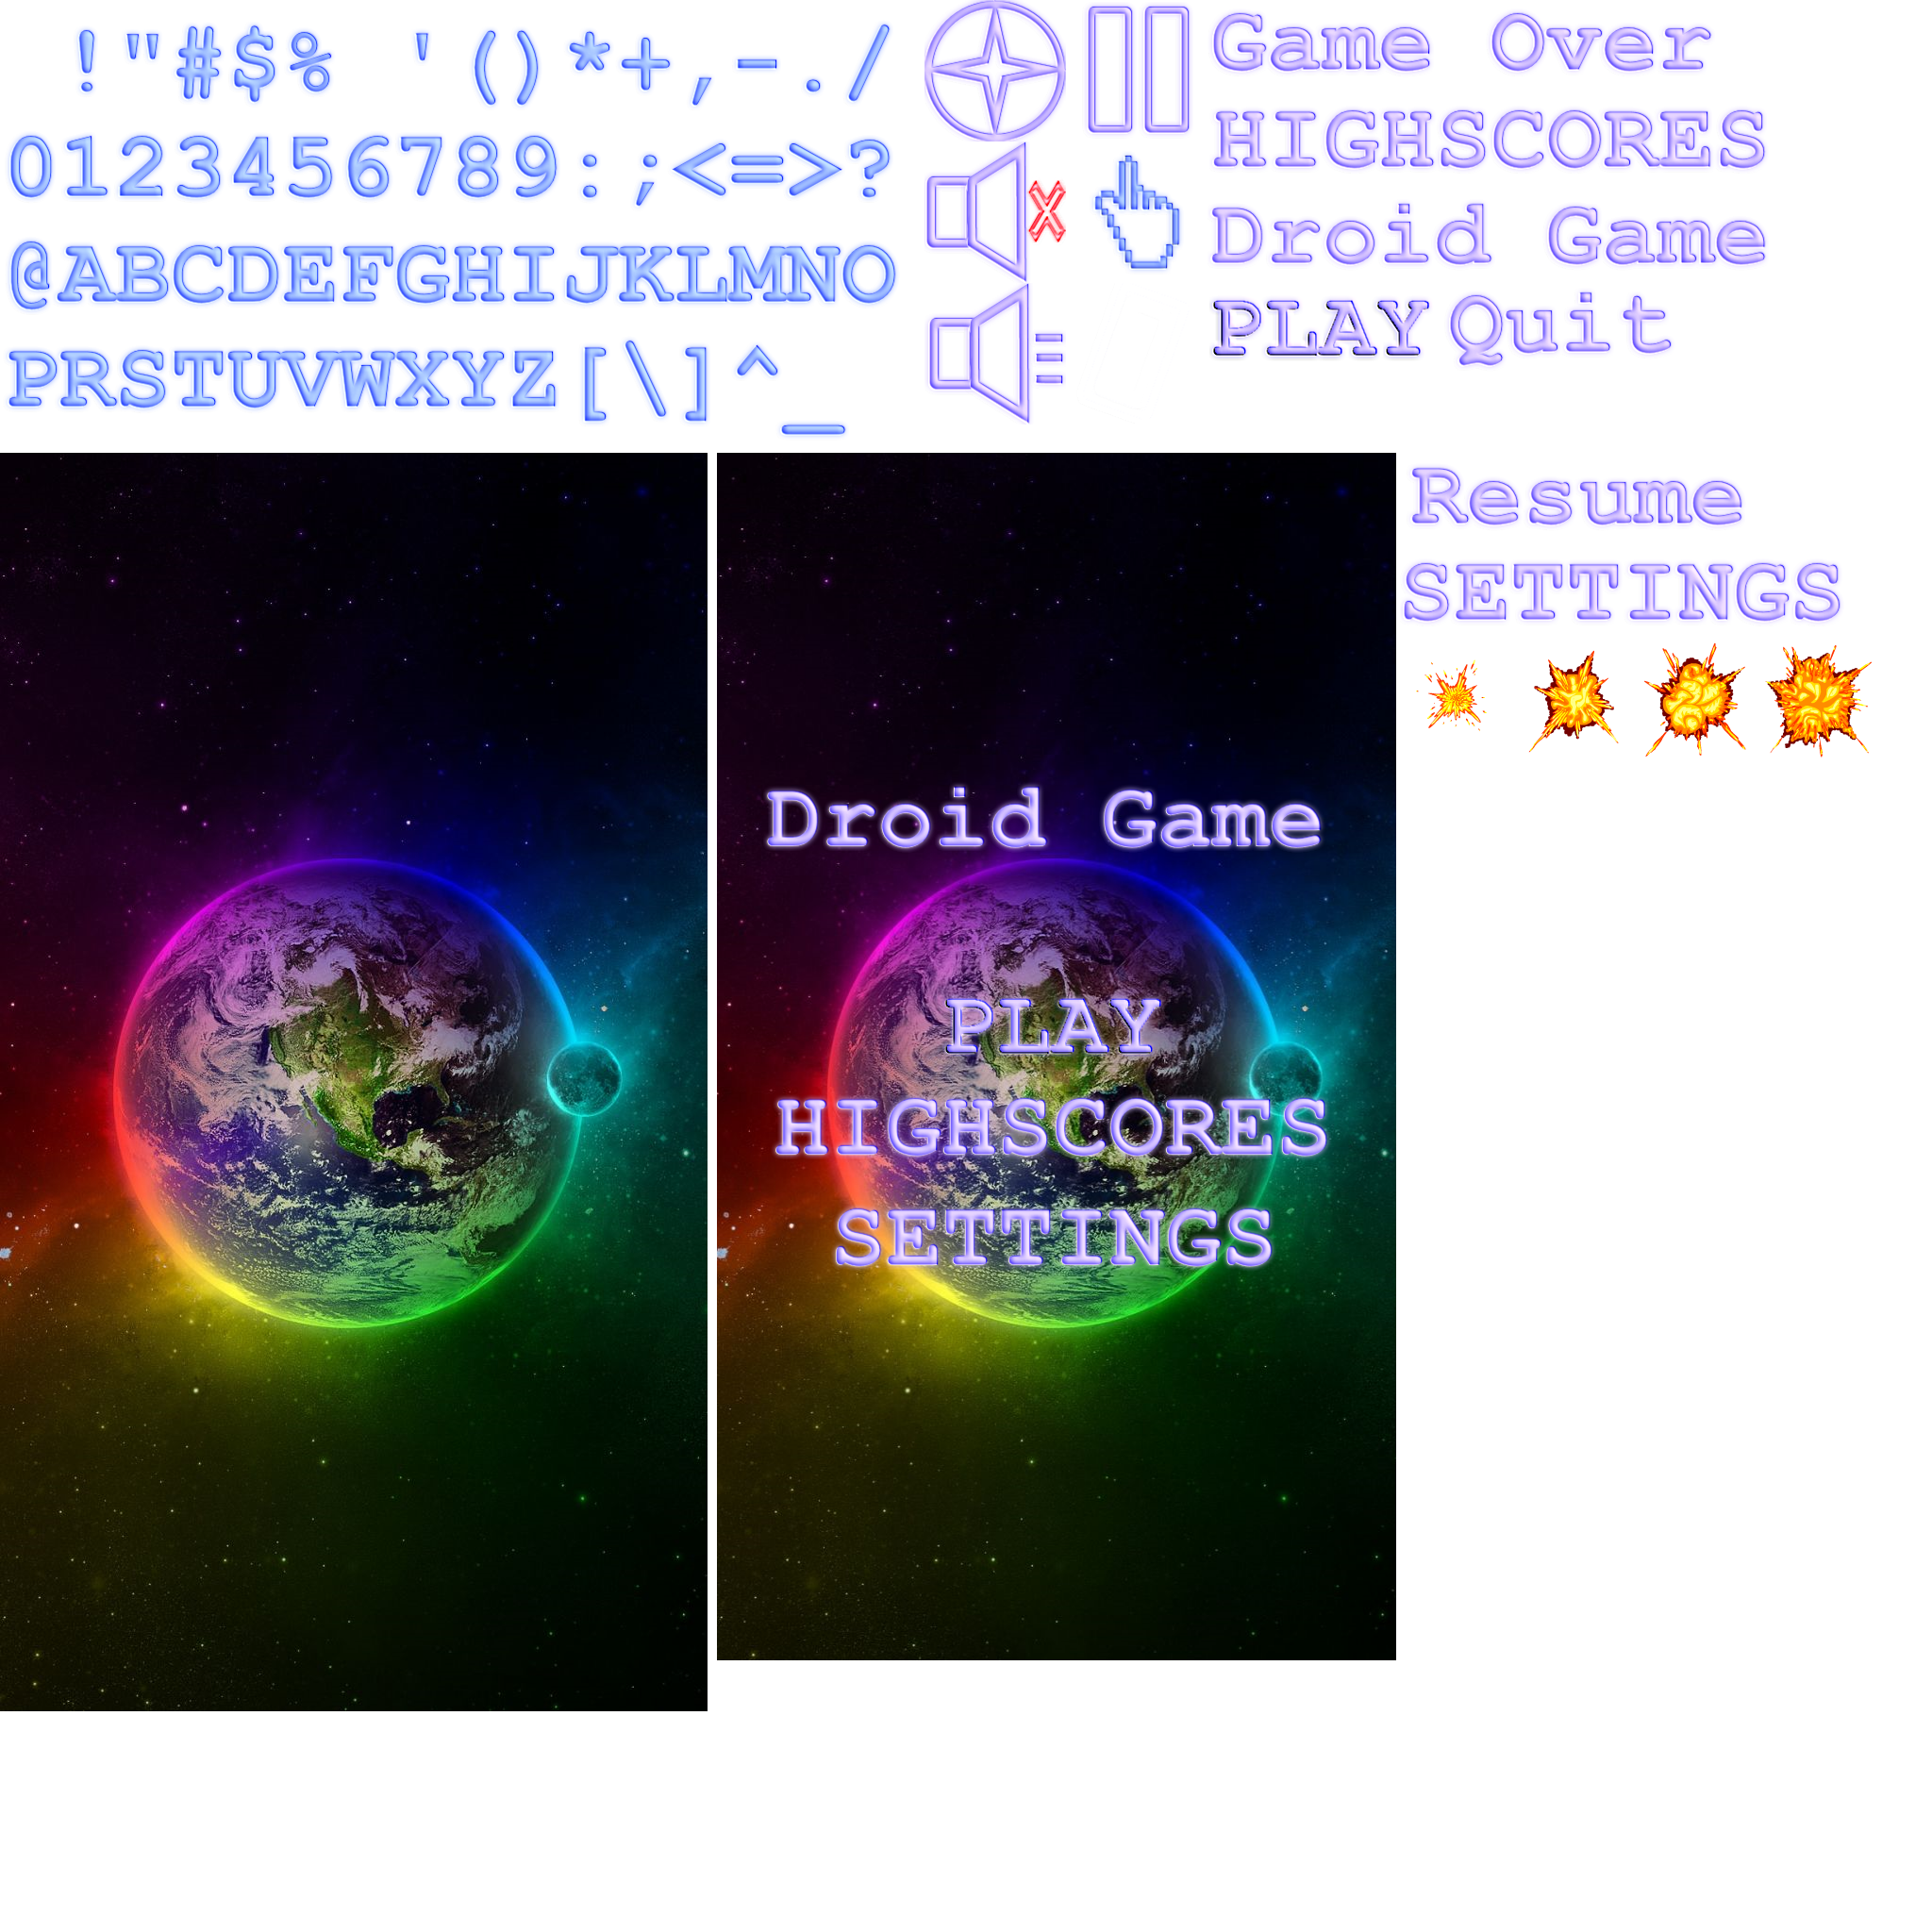 !"#$% '()*+,-./
0123456789:;<=>?
@ABCDEFGHIJKLMNO
PRSTUVWXYZ[\]^_
X
Game Over
HIGHSCORES
Droid Game
PLAY Quit
Droid Game
PLAY
HIGHSCORES
SETTINGS
Resume
SETTINGS